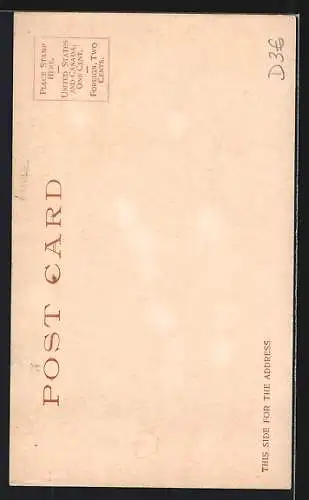 PLACE STAMP
HERE.
UNITED STATES
AND CANADA,
ONE CENT.
FOREIGN, TWO
CENTS.
POST CARD
THIS SIDE FOR THE ADDRESS
D3€